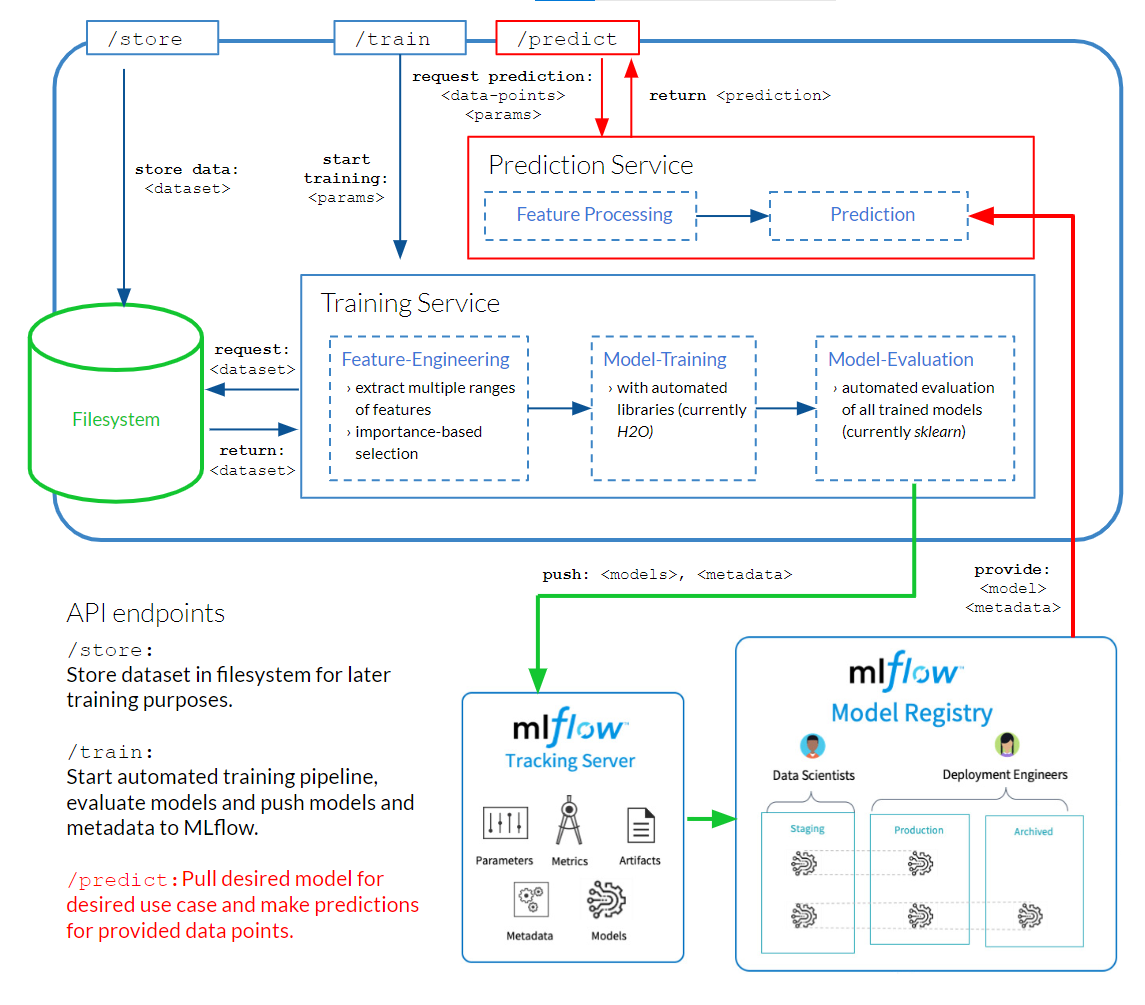 /store
/train
/predict
request prediction:
<data-points>
<params>
return <prediction>
store data:
<dataset>
start
training:
<params>
Prediction Service
Feature Processing
Prediction
Training Service
Filesystem
request:
<dataset>
return:
<dataset>
Feature-Engineering
› extract multiple ranges
of features
› importance-based
selection
Model-Training
› with automated
libraries (currently
H2O)
Model-Evaluation
› automated evaluation
of all trained models
(currently sklearn)
push: <models>, <metadata>
provide:
<model>
<metadata>
API endpoints
/store:
Store dataset in filesystem for later
training purposes.
/train:
Start automated training pipeline,
evaluate models and push models and
metadata to MLflow.
/predict: Pull desired model for
desired use case and make predictions
for provided data points.
mlflow™
Tracking Server
Parameters
Metrics
Artifacts
Metadata
Models
mlflow™
Model Registry
Data Scientists
Deployment Engineers
Staging
Production
Archived